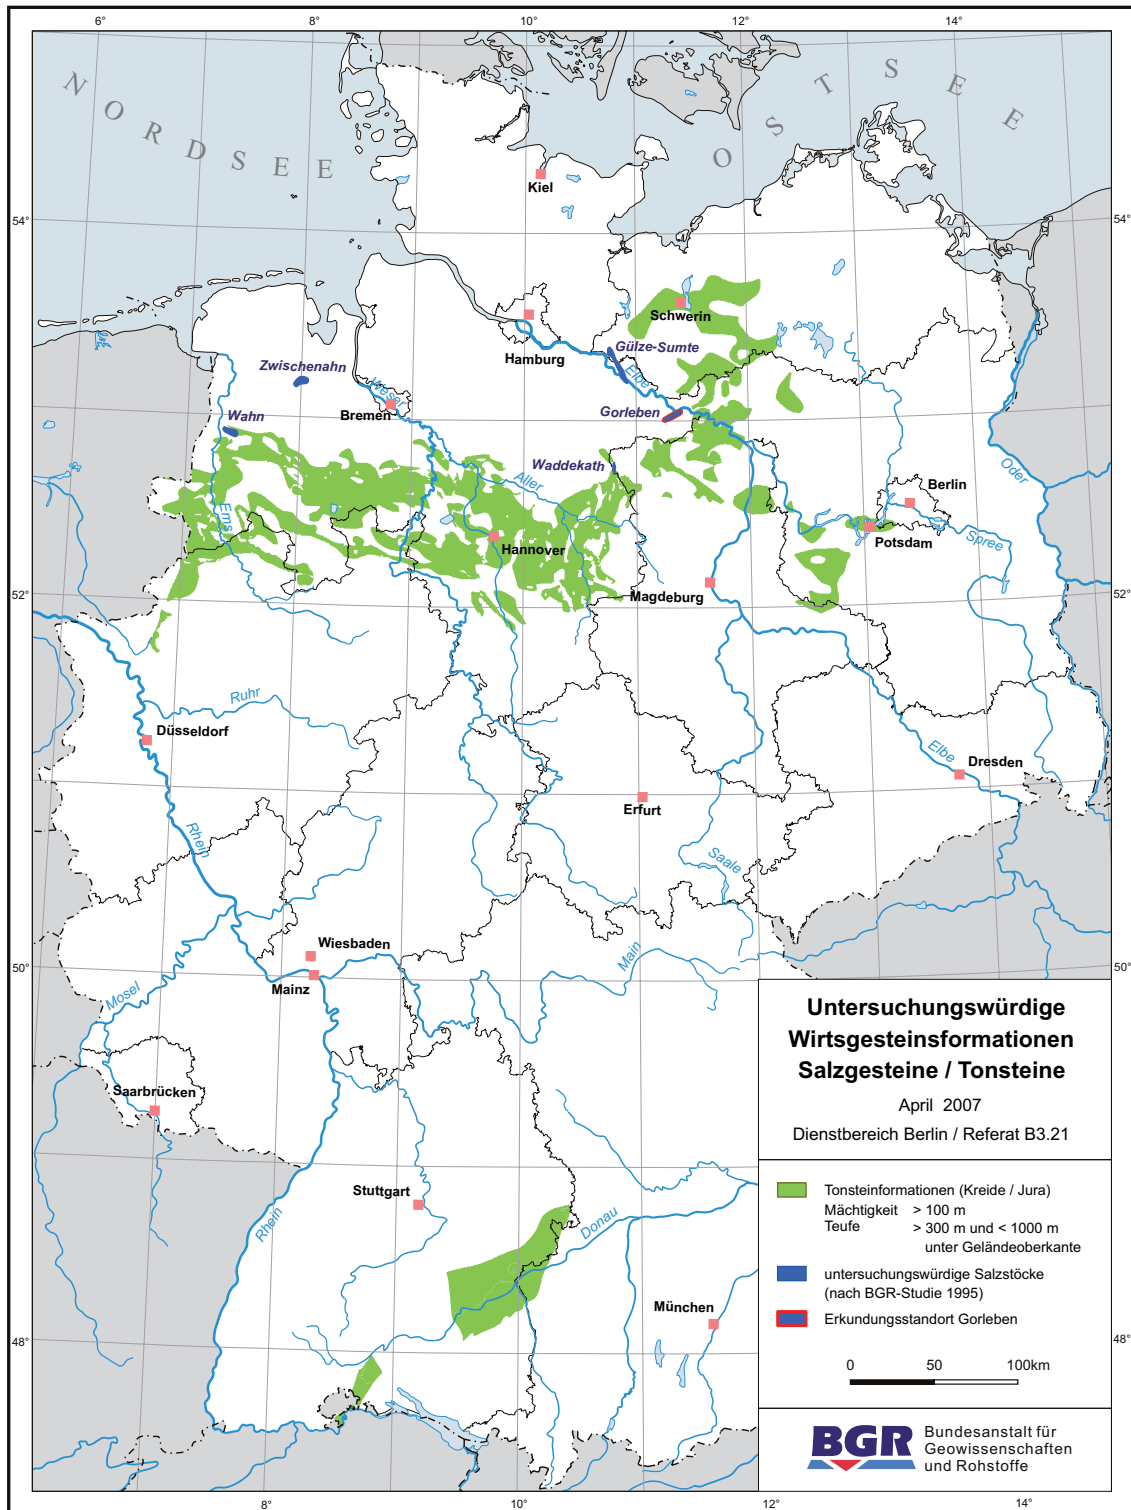 6°
8°
10°
12°
14°
NORDSEE
OSTSEE
Kiel
54°
54°
Schwerin
Hamburg
Gülze-Sumte
Elbe
Zwischenahn
Weser
Bremen
Gorleben
Wahn
Waddekath
Aller
Oder
Berlin
Ems
Hannover
Potsdam
Spree
Magdeburg
52°
52°
Ruhr
Düsseldorf
Elbe
Dresden
Erfurt
Rhein
Saale
Wiesbaden
Main
50°
50°
Mainz
Mosel
Saarbrücken
Stuttgart
Rhein
Donau
München
48°
48°
8°
10°
12°
14°
Untersuchungswürdige
Wirtsgesteinsformationen
Salzgesteine / Tonsteine
April 2007
Dienstbereich Berlin / Referat B3.21
Tonsteinformationen (Kreide / Jura)
Mächtigkeit > 100 m
Teufe > 300 m und < 1000 m
unter Geländeoberkante
untersuchungswürdige Salzstöcke
(nach BGR-Studie 1995)
Erkundungsstandort Gorleben
0 50 100km
BGR
Bundesanstalt für
Geowissenschaften
und Rohstoffe